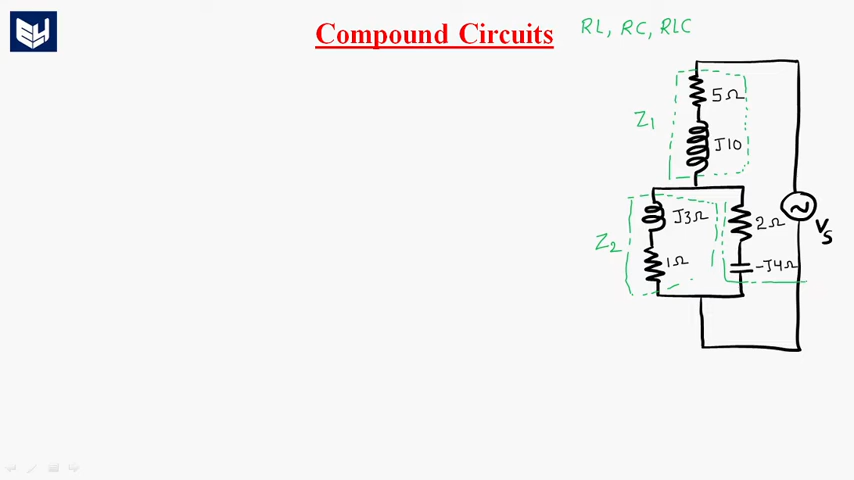 Compound Circuits
RL, RC, RLC
5Ω
Z1
J10
J3Ω
2Ω
Vs
Z2
1Ω
-J4Ω